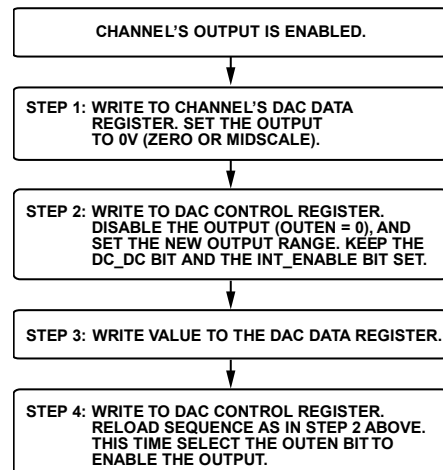 CHANNEL'S OUTPUT IS ENABLED.
STEP 1: WRITE TO CHANNEL'S DAC DATA
REGISTER. SET THE OUTPUT
TO 0V (ZERO OR MIDSCALE).
STEP 2: WRITE TO DAC CONTROL REGISTER.
DISABLE THE OUTPUT (OUTEN = 0), AND
SET THE NEW OUTPUT RANGE. KEEP THE
DC_DC BIT AND THE INT_ENABLE BIT SET.
STEP 3: WRITE VALUE TO THE DAC DATA REGISTER.
STEP 4: WRITE TO DAC CONTROL REGISTER.
RELOAD SEQUENCE AS IN STEP 2 ABOVE.
THIS TIME SELECT THE OUTEN BIT TO
ENABLE THE OUTPUT.